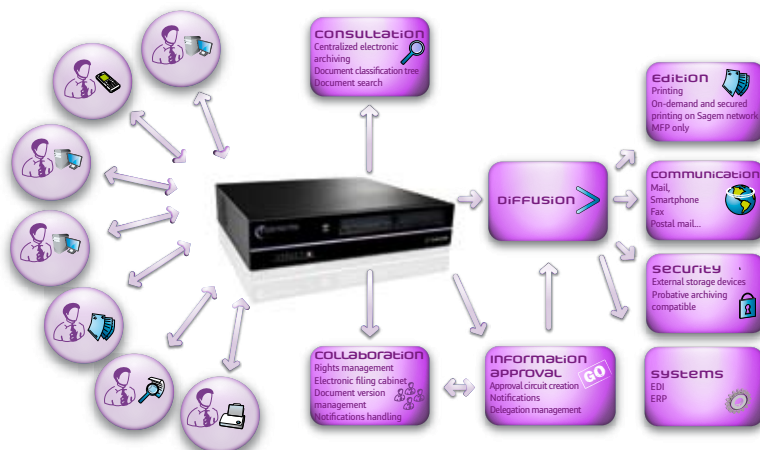 CONSULTATION
Centralized electronic
archiving
Document classification tree
Document search
EDITION
Printing
On-demand and secured
printing on Sagem network
MFP only
DIFFUSION
COMMUNICATION
Mail,
Smartphone
Fax
Postal mail...
SECURITY
External storage devices
Probative archiving
compatible
COLLABORATION
Rights management
Electronic filing cabinet
Document version
management
Notifications handling
INFORMATION
APPROVAL
GO
Approval circuit creation
Notifications
Delegation management
SYSTEMS
EDI
ERP